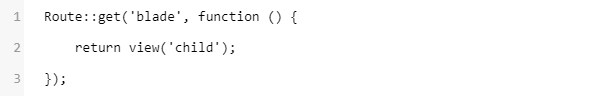 1 Route::get('blade', function () {
2     return view('child');
3 });